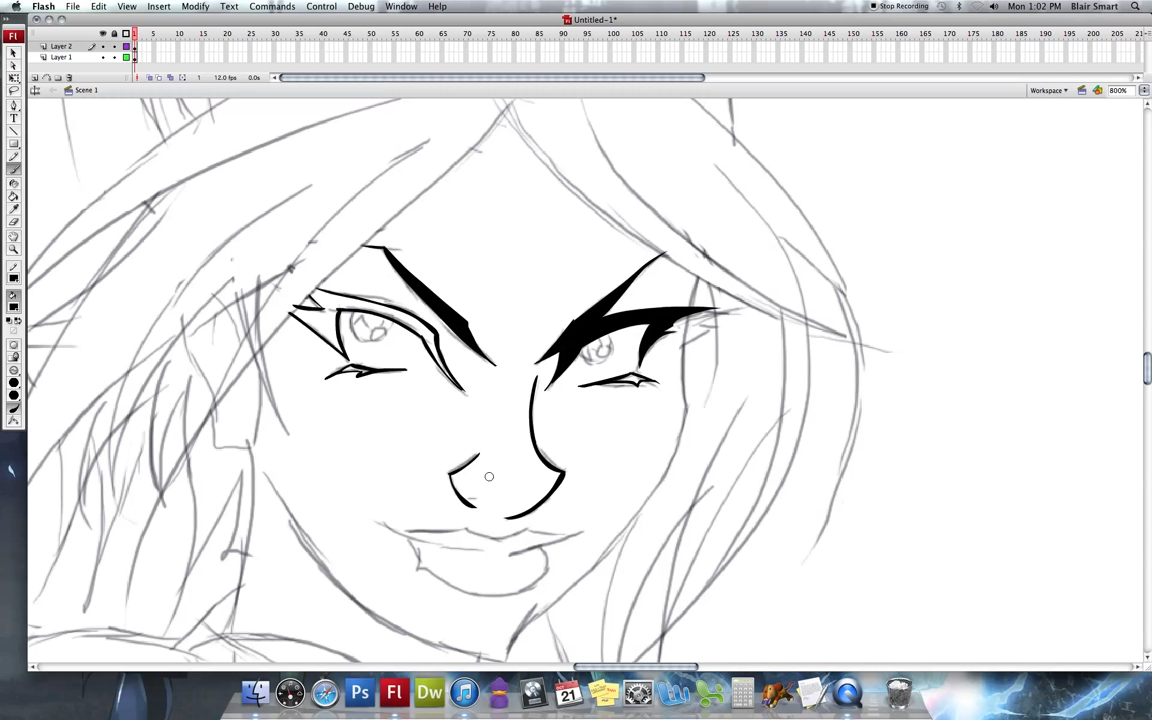 Flash File Edit View Insert Modify Text Commands Control Debug Window Help Stop Recording Mon 1:02 PM Blair Smart
Untitled-1*
Fl 1 5 10 15 20 25 30 35 40 45 50 55 60 65 70 75 80 85 90 95 100 105 110 115 120 125 130 135 140 145 150 155 160 165 170 175 180 185 190 195 200 205 21
Layer 2
Layer 1
1 12.0 fps 0.0s
Scene 1 Workspace 800%
T
Ps Fl Dw 21